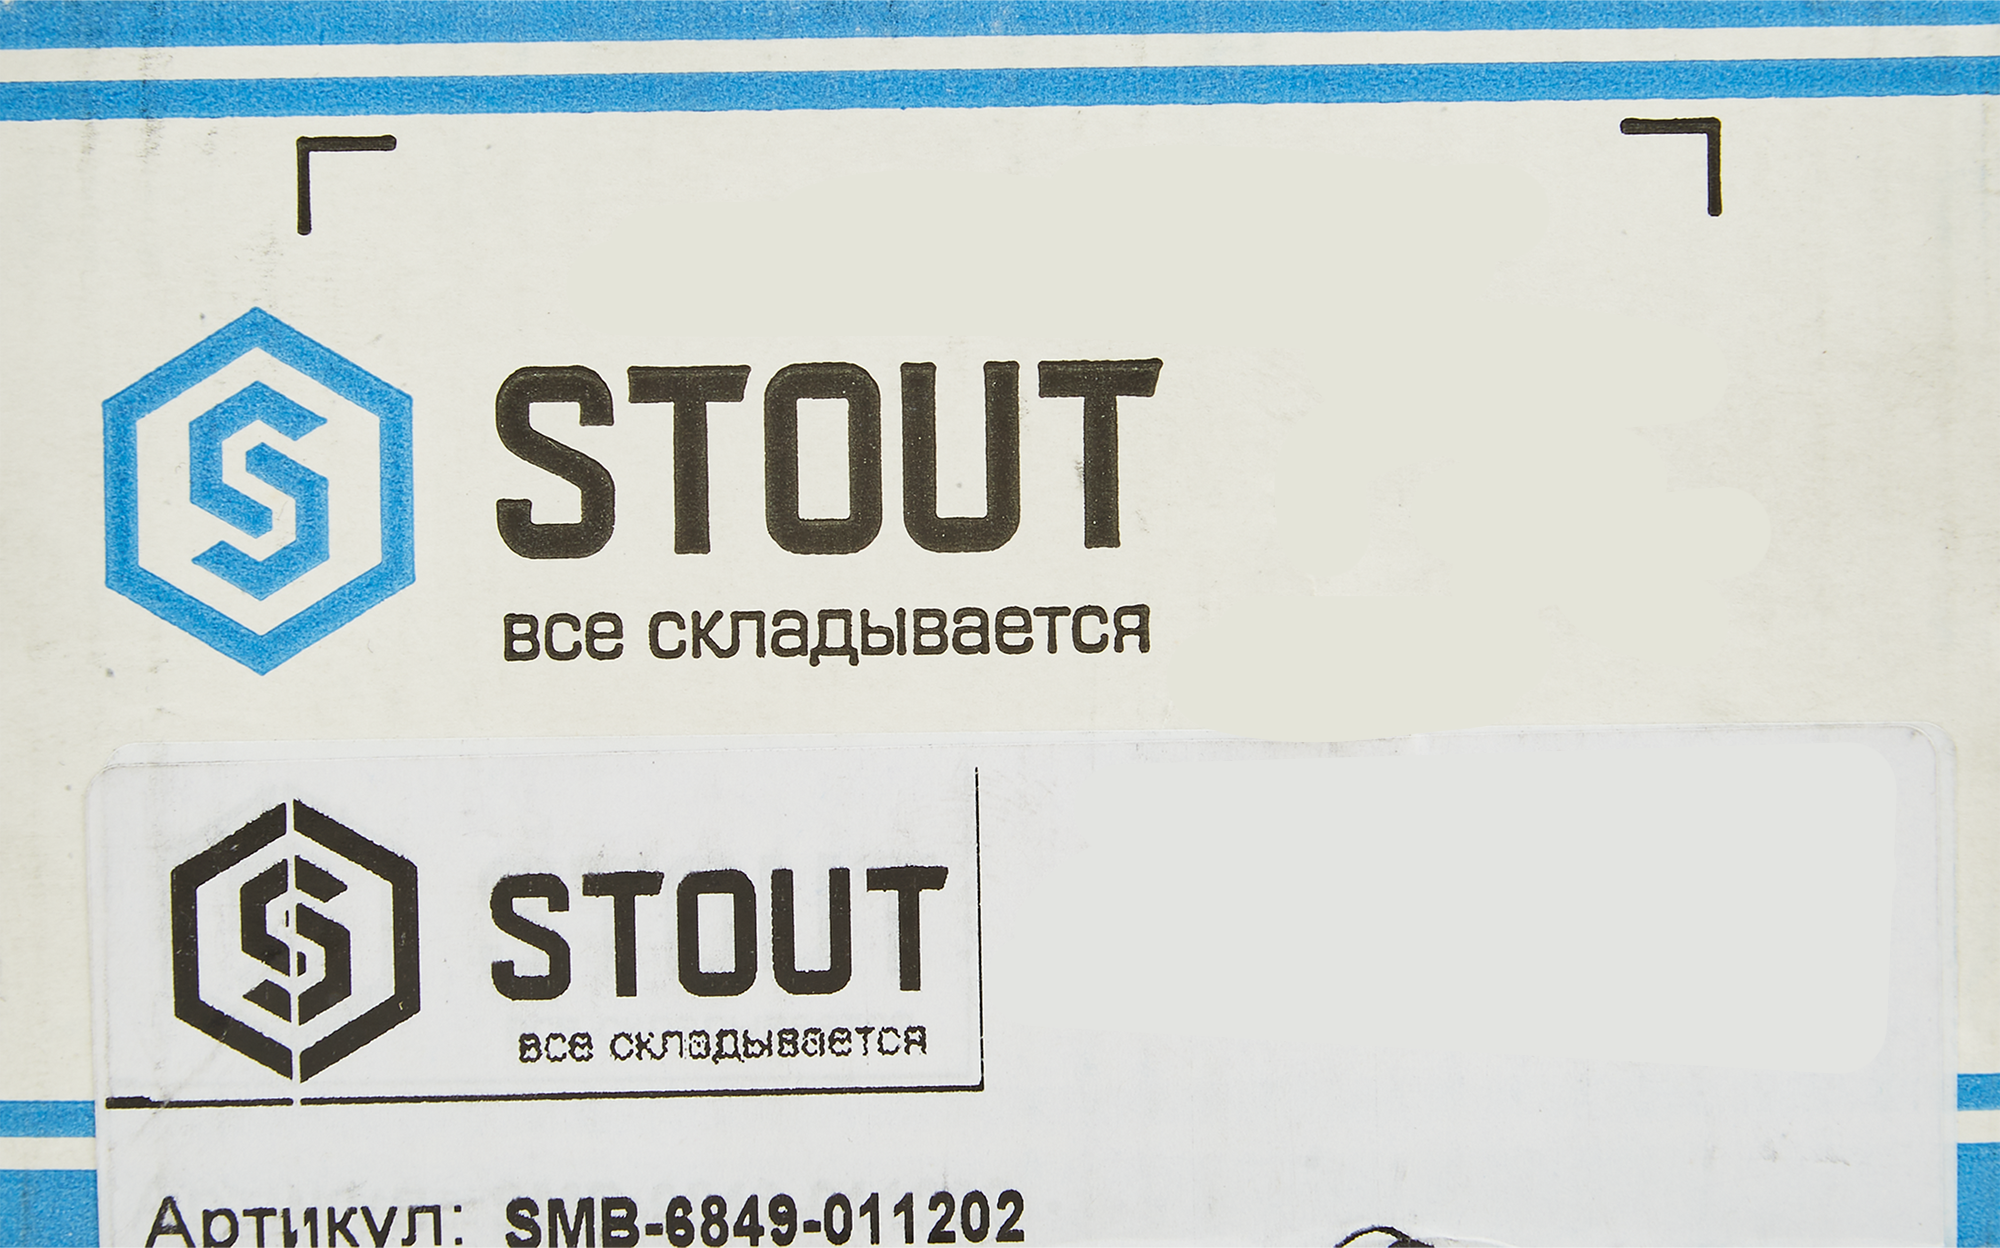 STOUT
все складывается
STOUT
все складывается
Артикул: SMB-6849-011202